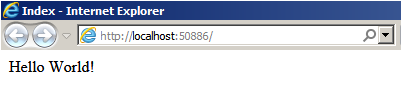 Index - Internet Explorer
http://localhost:50886/
Hello World!